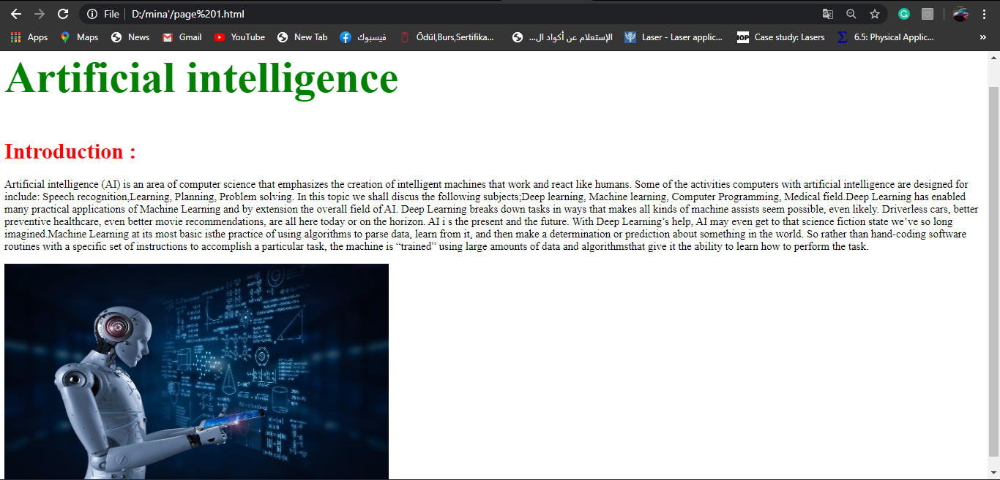 File D:/mina'/page%201.html
Apps Maps News Gmail YouTube New Tab فيسبوك Ödül,Burs,Sertifika... الإستعلام عن أكواد ال... Laser - Laser applic... IOP Case study: Lasers Σ 6.5: Physical Applic... »
Artificial intelligence
Introduction :
Artificial intelligence (AI) is an area of computer science that emphasizes the creation of intelligent machines that work and react like humans. Some of the activities computers with artificial intelligence are designed for
include: Speech recognition,Learning, Planning, Problem solving. In this topic we shall discus the following subjects;Deep learning, Machine learning, Computer Programming, Medical field.Deep Learning has enabled
many practical applications of Machine Learning and by extension the overall field of AI. Deep Learning breaks down tasks in ways that makes all kinds of machine assists seem possible, even likely. Driverless cars, better
preventive healthcare, even better movie recommendations, are all here today or on the horizon. AI i s the present and the future. With Deep Learning’s help, AI may even get to that science fiction state we’ve so long
imagined.Machine Learning at its most basic isthe practice of using algorithms to parse data, learn from it, and then make a determination or prediction about something in the world. So rather than hand-coding software
routines with a specific set of instructions to accomplish a particular task, the machine is “trained” using large amounts of data and algorithmsthat give it the ability to learn how to perform the task.